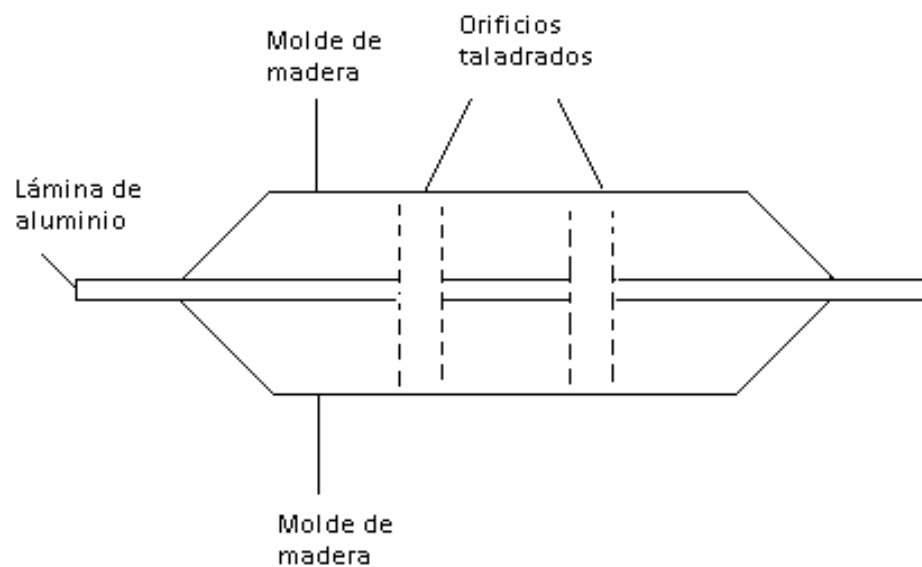 Molde de
madera
Orificios
taladrados
Lámina de
aluminio
Molde de
madera